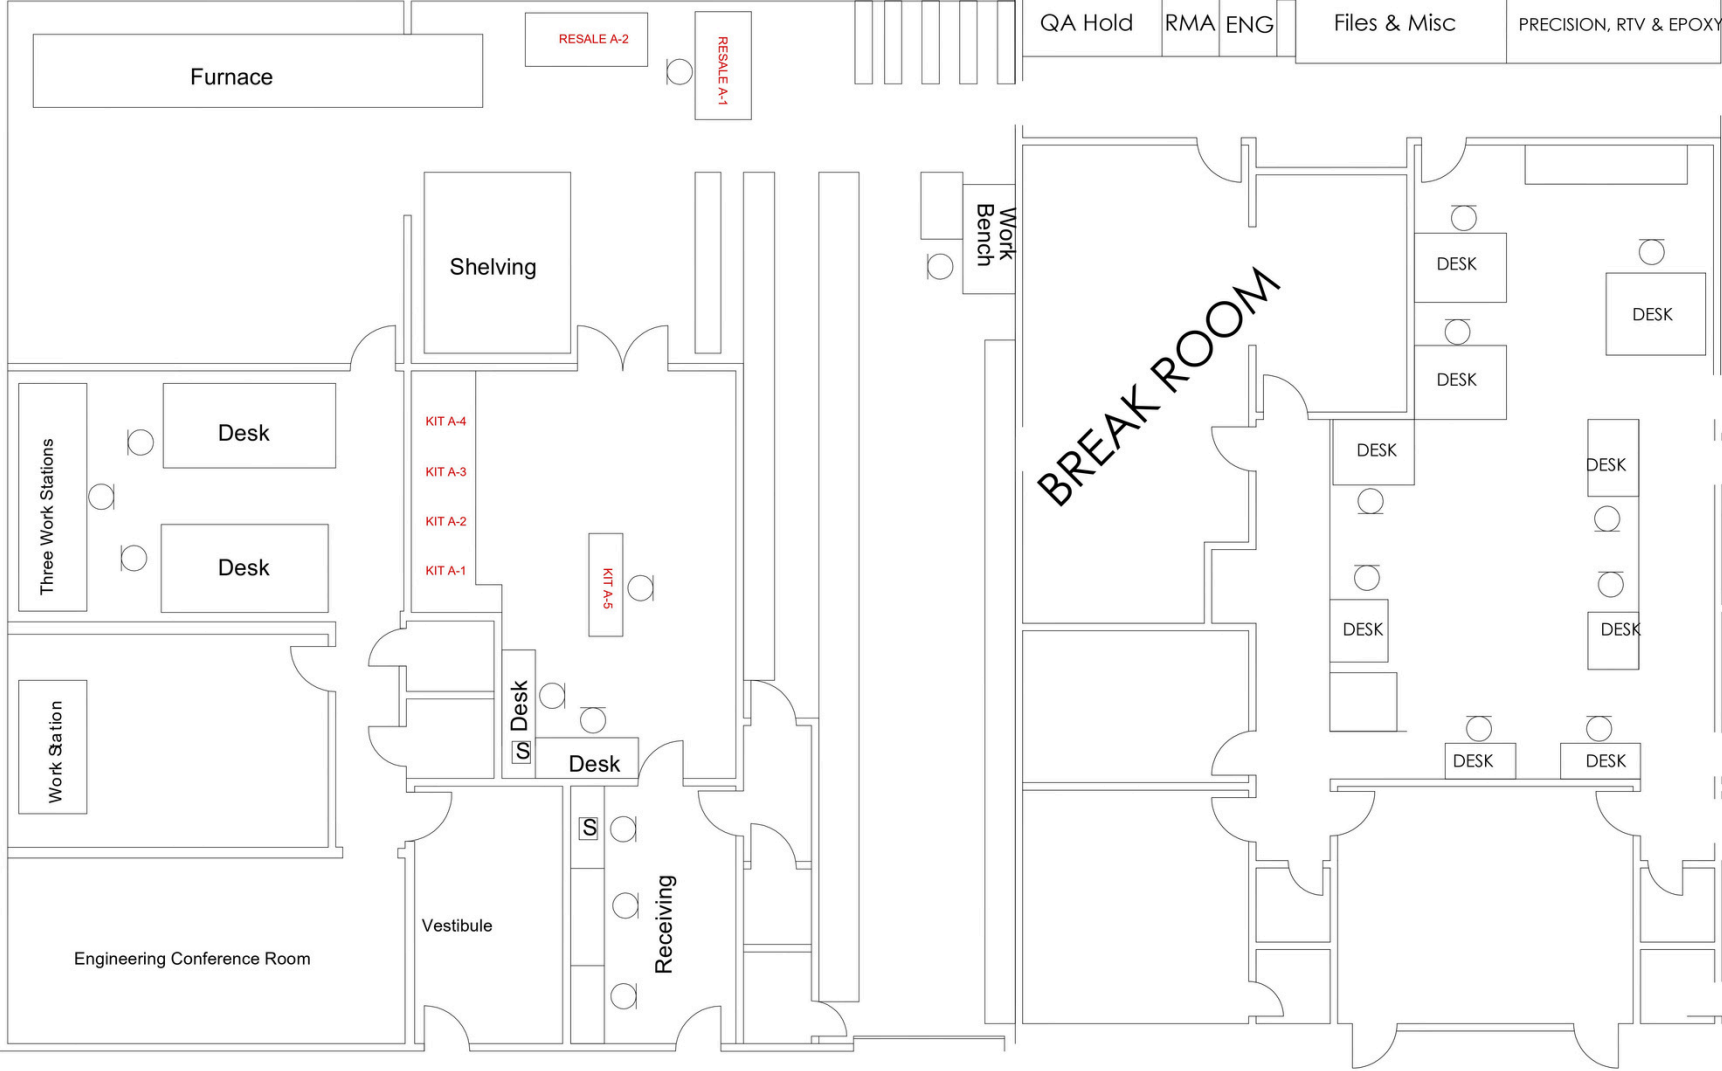 QA Hold
RMA
ENG
Files & Misc
PRECISION, RTV & EPOXY
RESALE A-2
RESALE A-1
Furnace
Work
Bench
Shelving
DESK
DESK
DESK
BREAK ROOM
KIT A-4
KIT A-3
KIT A-2
KIT A-1
KIT A-5
Three Work Stations
Desk
Desk
DESK
DESK
DESK
DESK
Work Station
Desk
S
Desk
DESK
DESK
S
Receiving
Vestibule
Engineering Conference Room